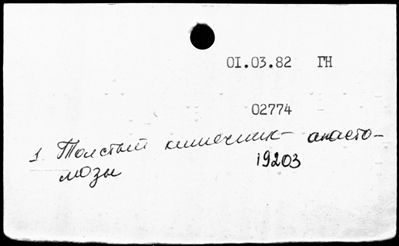 01.03.82 ГН
02774
1 Толстый кишечник - анасто-
мозы 19203